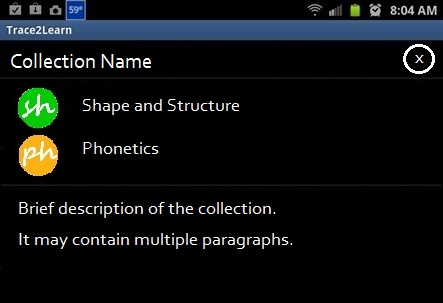 59° 8:04 AM
Trace2Learn
Collection Name x
sh Shape and Structure
ph Phonetics
Brief description of the collection.
It may contain multiple paragraphs.